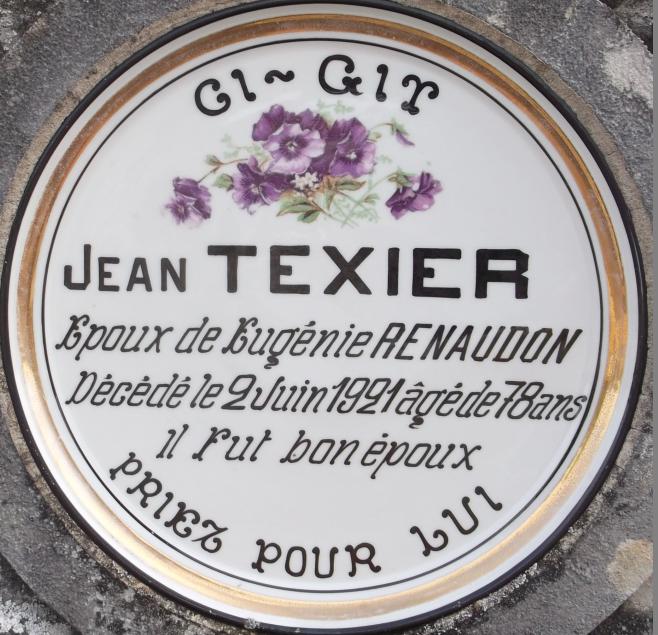 CI~GIT
JEAN TEXIER
Epoux de Eugénie RENAUDON
Décédé le 2 Juin 1921 âgé de 78 ans
il fut bon époux
PRIEZ POUR LUI